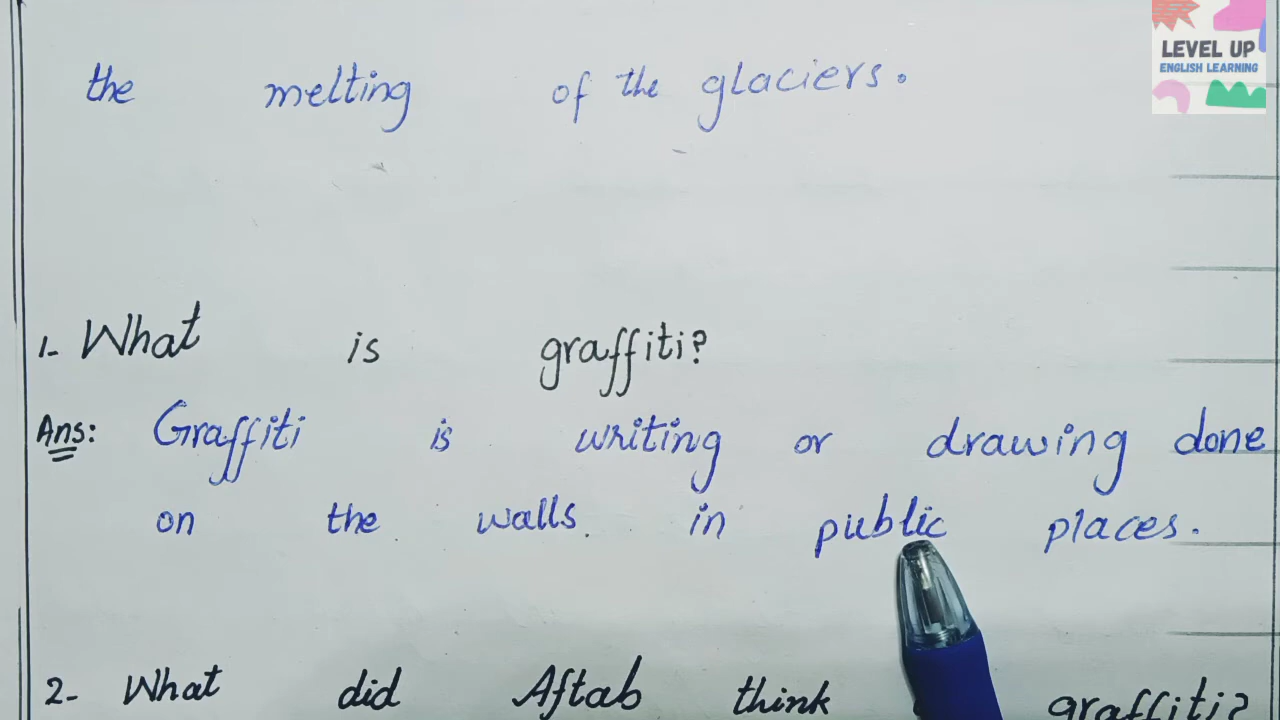 LEVEL UP
ENGLISH LEARNING
the melting of the glaciers.
1- What is graffiti?
Ans: Graffiti is writing or drawing done
on the walls in public places.
2- What did Aftab think graffiti?